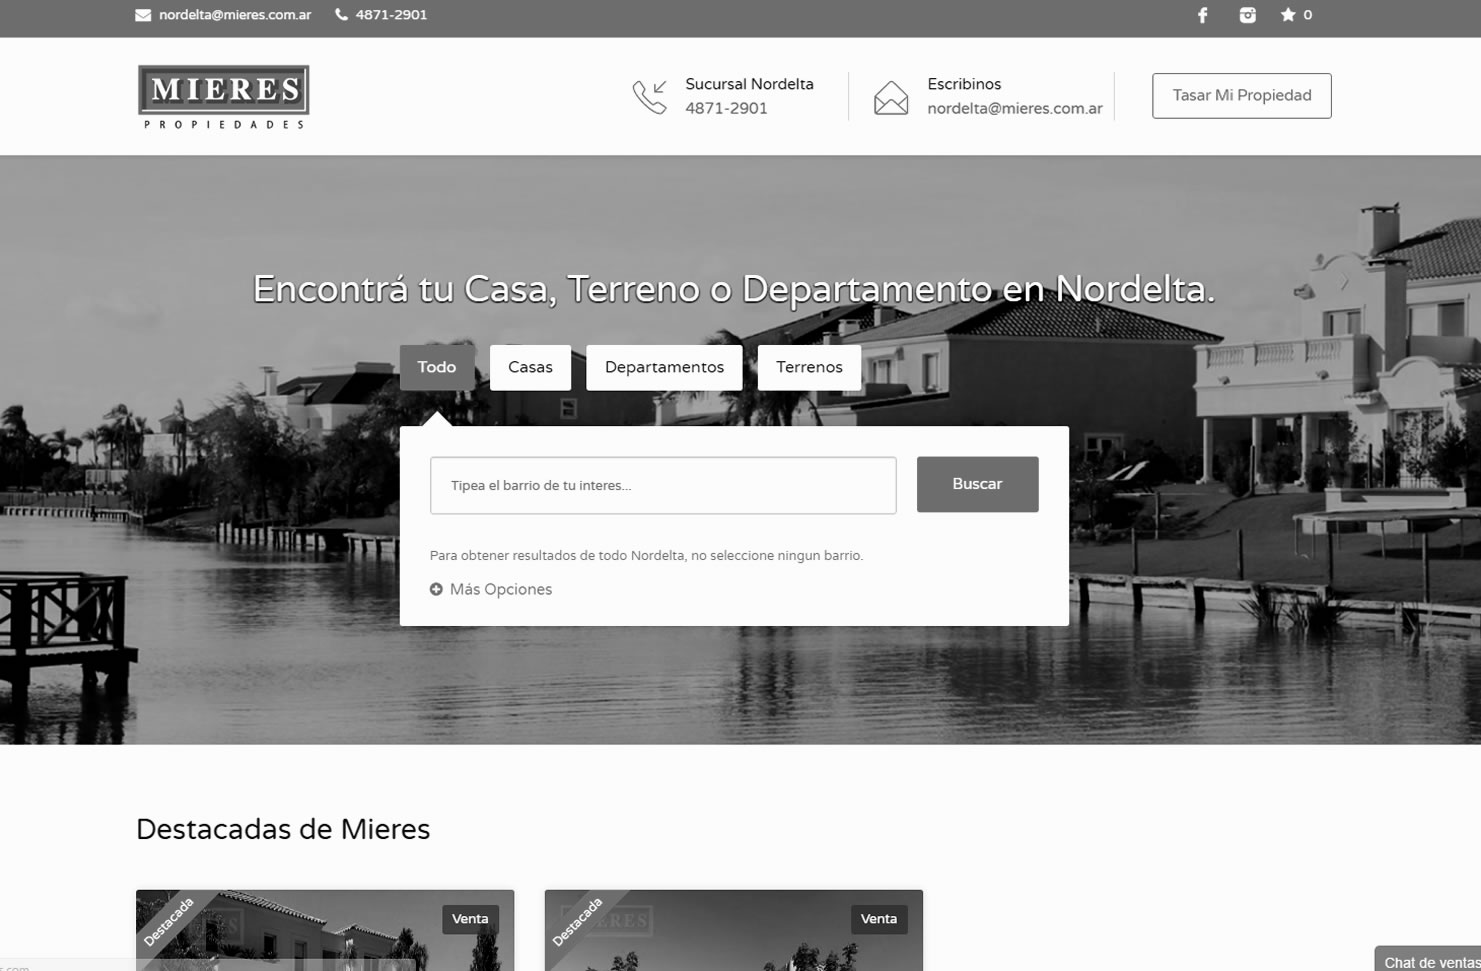 nordelta@mieres.com.ar 4871-2901 0
MIERES
PROPIEDADES
Sucursal Nordelta
4871-2901
Escribinos
nordelta@mieres.com.ar
Tasar Mi Propiedad
Encontrá tu Casa, Terreno o Departamento en Nordelta.
Todo Casas Departamentos Terrenos
Tipea el barrio de tu interes...
Buscar
Para obtener resultados de todo Nordelta, no seleccione ningun barrio.
Más Opciones
Destacadas de Mieres
Destacada
Venta
Destacada
MIERES
Venta
Chat de ventas